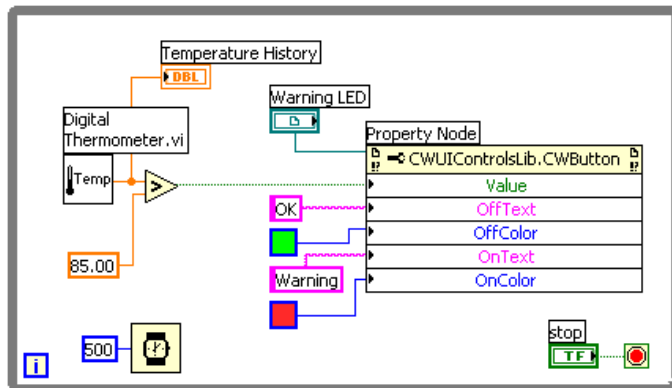 Temperature History
DBL
Warning LED
Digital
Thermometer.vi
Property Node
CWUIControlsLib.CWButton
Temp
>
Value
OK
OffText
OffColor
85.00
OnText
Warning
OnColor
500
stop
TF
i